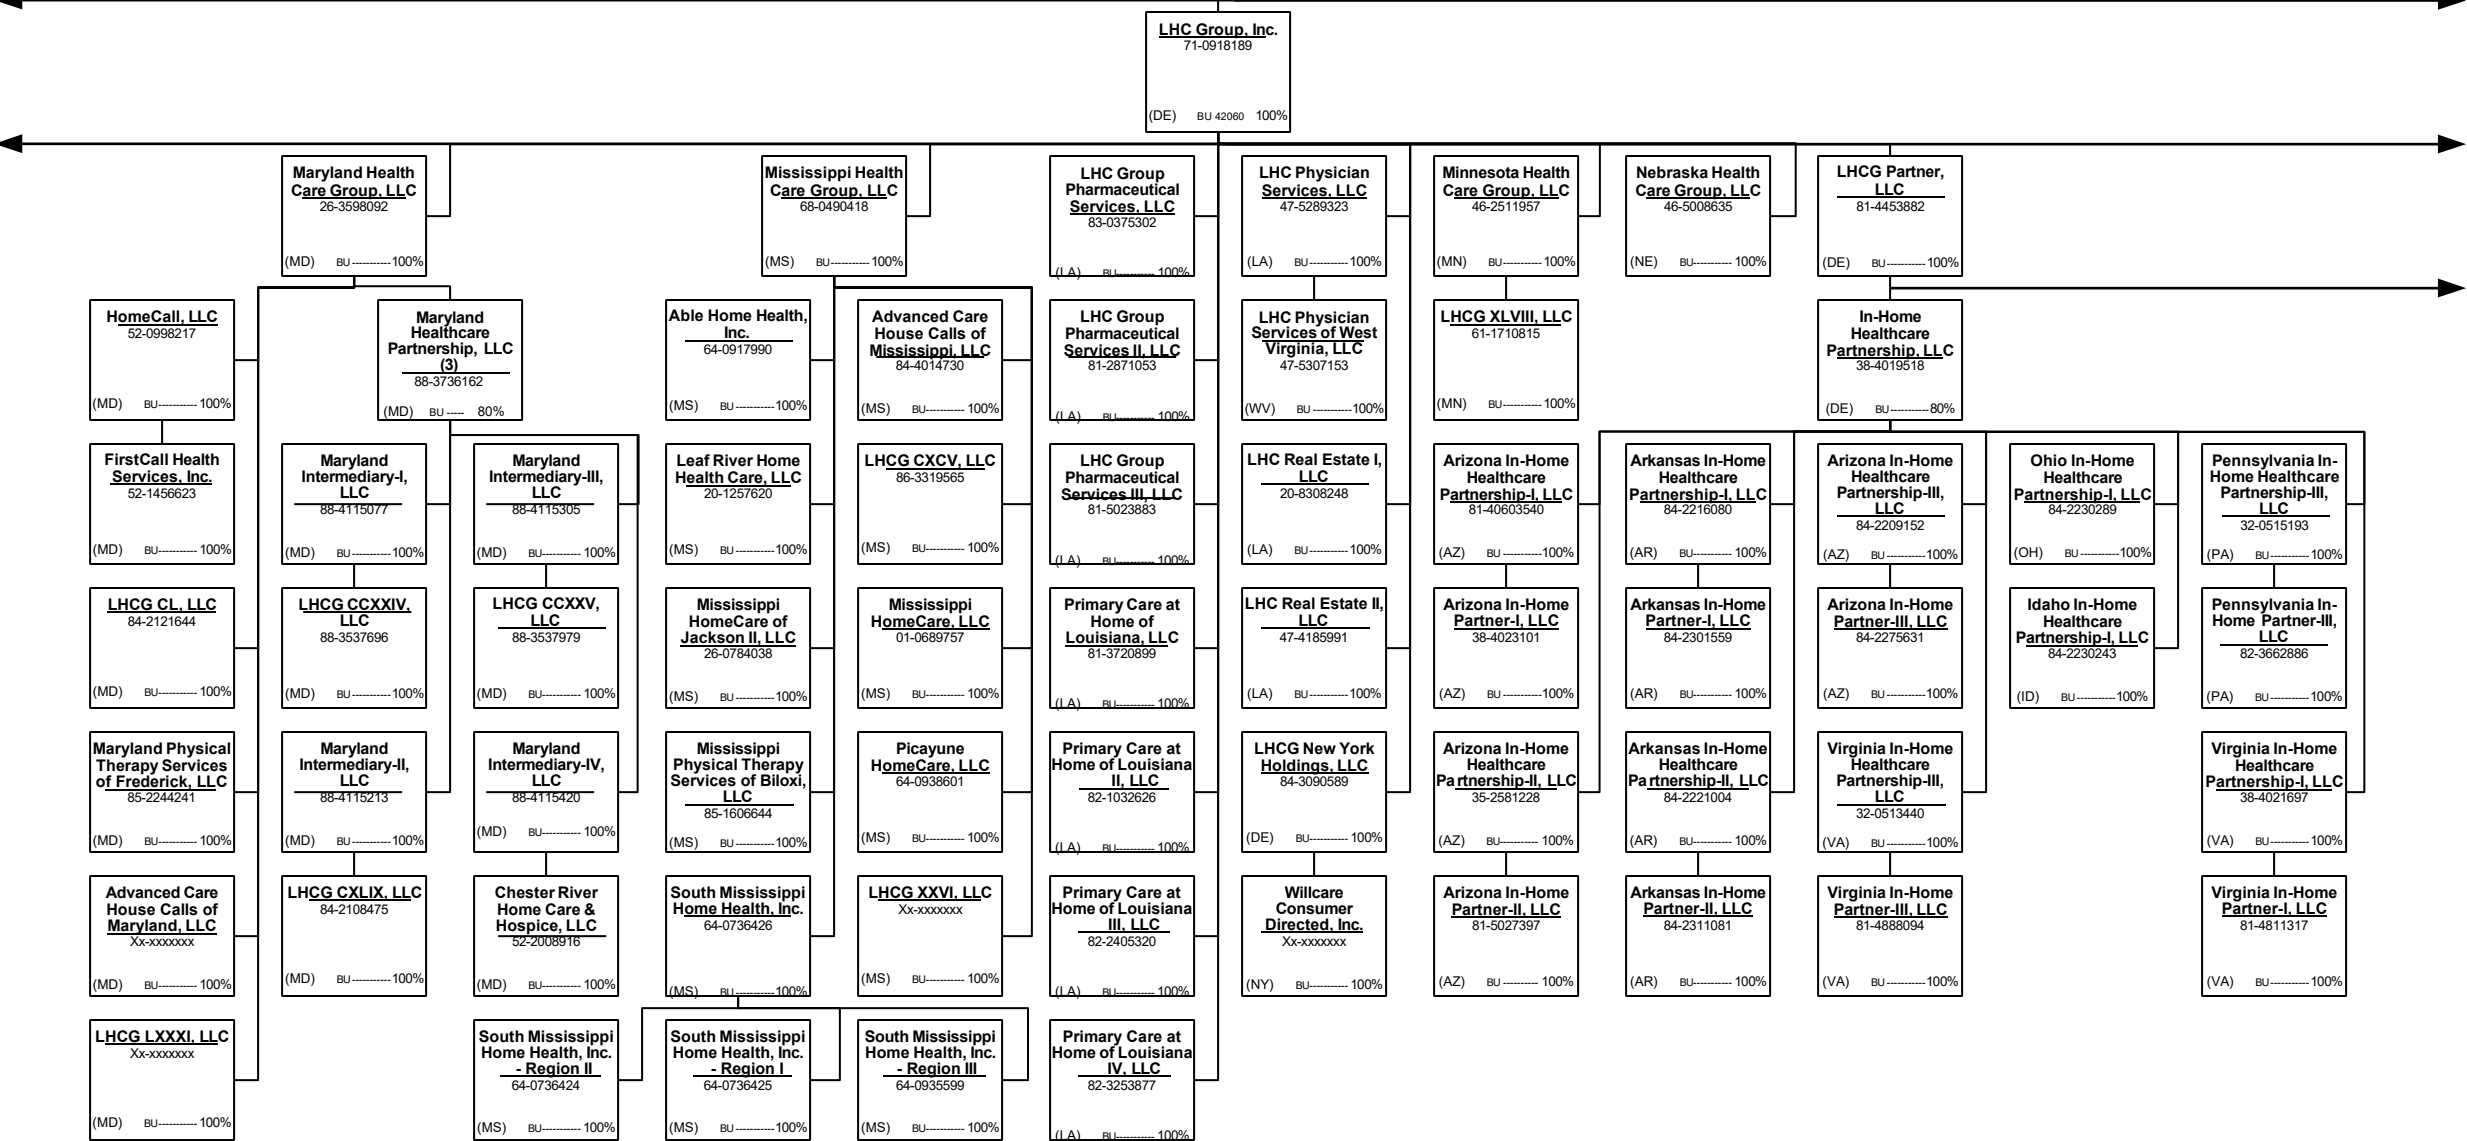 LHC Group, Inc.
71-0918189
(DE) BU 42060 100%
Maryland Health
Care Group, LLC
26-3598092
(MD) BU----------- 100%
Mississippi Health
Care Group, LLC
68-0490418
(MS) BU----------- 100%
LHC Group
Pharmaceutical
Services, LLC
83-0375302
(LA) BU----------- 100%
LHC Physician
Services, LLC
47-5289323
(LA) BU----------- 100%
Minnesota Health
Care Group, LLC
46-2511957
(MN) BU----------- 100%
Nebraska Health
Care Group, LLC
46-5008635
(NE) BU----------- 100%
LHCG Partner,
LLC
81-4453882
(DE) BU----------- 100%
HomeCall, LLC
52-0998217
(MD) BU----------- 100%
Maryland
Healthcare
Partnership, LLC
(3)
88-3736162
(MD) BU ----- 80%
Able Home Health,
Inc.
64-0917990
(MS) BU ----------- 100%
Advanced Care
House Calls of
Mississippi, LLC
84-4014730
(MS) BU----------- 100%
LHC Group
Pharmaceutical
Services II, LLC
81-2871053
(LA) BU----------- 100%
LHC Physician
Services of West
Virginia, LLC
47-5307153
(WV) BU ----------- 100%
LHCG XLVIII, LLC
61-1710815
(MN) BU----------- 100%
In-Home
Healthcare
Partnership, LLC
38-4019518
(DE) BU----------- 80%
FirstCall Health
Services, Inc.
52-1456623
(MD) BU----------- 100%
Maryland
Intermediary-I,
LLC
88-4115077
(MD) BU----------- 100%
Maryland
Intermediary-III,
LLC
88-4115305
(MD) BU----------- 100%
Leaf River Home
Health Care, LLC
20-1257620
(MS) BU ----------- 100%
LHCG CXCV, LLC
86-3319565
(MS) BU----------- 100%
LHC Group
Pharmaceutical
Services III, LLC
81-5023883
(LA) BU----------- 100%
LHC Real Estate I,
LLC
20-8308248
(LA) BU----------- 100%
Arizona In-Home
Healthcare
Partnership-I, LLC
81-40603540
(AZ) BU ----------- 100%
Arkansas In-Home
Healthcare
Partnership-I, LLC
84-2216080
(AR) BU----------- 100%
Arizona In-Home
Healthcare
Partnership-III,
LLC
84-2209152
(AZ) BU ----------- 100%
Ohio In-Home
Healthcare
Partnership-I, LLC
84-2230289
(OH) BU ----------- 100%
Pennsylvania In-
Home Healthcare
Partnership-III,
LLC
32-0515193
(PA) BU----------- 100%
LHCG CL, LLC
84-2121644
(MD) BU----------- 100%
LHCG CCXXIV,
LLC
88-3537696
(MD) BU----------- 100%
LHCG CCXXV,
LLC
88-3537979
(MD) BU----------- 100%
Mississippi
HomeCare of
Jackson II, LLC
26-0784038
(MS) BU ----------- 100%
Mississippi
HomeCare, LLC
01-0689757
(MS) BU----------- 100%
Primary Care at
Home of
Louisiana, LLC
81-3720899
(LA) BU----------- 100%
LHC Real Estate II,
LLC
47-4185991
(LA) BU----------- 100%
Arizona In-Home
Partner-I, LLC
38-4023101
(AZ) BU----------- 100%
Arkansas In-Home
Partner-I, LLC
84-2301559
(AR) BU----------- 100%
Arizona In-Home
Partner-III, LLC
84-2275631
(AZ) BU----------- 100%
Idaho In-Home
Healthcare
Partnership-I, LLC
84-2230243
(ID) BU----------- 100%
Pennsylvania In-
Home Partner-III,
LLC
82-3662886
(PA) BU----------- 100%
Maryland Physical
Therapy Services
of Frederick, LLC
85-2244241
(MD) BU----------- 100%
Maryland
Intermediary-II,
LLC
88-4115213
(MD) BU----------- 100%
Maryland
Intermediary-IV,
LLC
88-4115420
(MD) BU----------- 100%
Mississippi
Physical Therapy
Services of Biloxi,
LLC
85-1606644
(MS) BU ----------- 100%
Picayune
HomeCare, LLC
64-0938601
(MS) BU----------- 100%
Primary Care at
Home of Louisiana
II, LLC
82-1032626
(LA) BU----------- 100%
LHCG New York
Holdings, LLC
84-3090589
(DE) BU----------- 100%
Arizona In-Home
Healthcare
Partnership-II, LLC
35-2581228
(AZ) BU----------- 100%
Arkansas In-Home
Healthcare
Partnership-II, LLC
84-2221004
(AR) BU----------- 100%
Virginia In-Home
Healthcare
Partnership-III,
LLC
32-0513440
(VA) BU----------- 100%
Virginia In-Home
Healthcare
Partnership-I, LLC
38-4021697
(VA) BU----------- 100%
Advanced Care
House Calls of
Maryland, LLC
Xx-xxxxxxx
(MD) BU----------- 100%
LHCG CXLIX, LLC
84-2108475
(MD) BU----------- 100%
Chester River
Home Care &
Hospice, LLC
52-2008916
(MD) BU----------- 100%
South Mississippi
Home Health, Inc.
64-0736426
(MS) BU----------- 100%
LHCG XXVI, LLC
Xx-xxxxxxx
(MS) BU----------- 100%
Primary Care at
Home of Louisiana
III, LLC
82-2405320
(LA) BU----------- 100%
Willcare
Consumer
Directed, Inc.
Xx-xxxxxxx
(NY) BU----------- 100%
Arizona In-Home
Partner-II, LLC
81-5027397
(AZ) BU----------- 100%
Arkansas In-Home
Partner-II, LLC
84-2311081
(AR) BU----------- 100%
Virginia In-Home
Partner-III, LLC
81-4888094
(VA) BU----------- 100%
Virginia In-Home
Partner-I, LLC
81-4811317
(VA) BU----------- 100%
LHCG LXXXI, LLC
Xx-xxxxxxx
(MD) BU----------- 100%
South Mississippi
Home Health, Inc.
- Region II
64-0736424
(MS) BU----------- 100%
South Mississippi
Home Health, Inc.
- Region I
64-0736425
(MS) BU ----------- 100%
South Mississippi
Home Health, Inc.
- Region III
64-0935599
(MS) BU----------- 100%
Primary Care at
Home of Louisiana
IV, LLC
82-3253877
(LA) BU----------- 100%